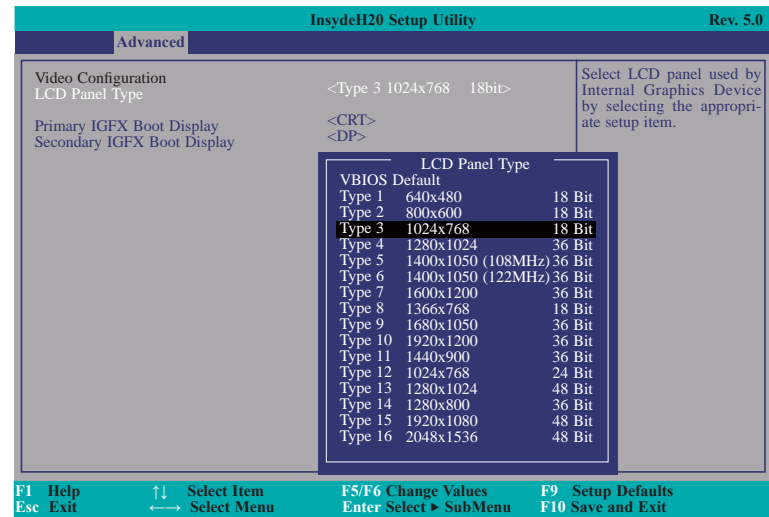 InsydeH20 Setup Utility Rev. 5.0
Advanced
Video Configuration
LCD Panel Type <Type 3 1024x768 18bit>
Primary IGFX Boot Display <CRT>
Secondary IGFX Boot Display <DP>
Select LCD panel used by
Internal Graphics Device
by selecting the appropri-
ate setup item.
LCD Panel Type
VBIOS Default
Type 1 640x480 18 Bit
Type 2 800x600 18 Bit
Type 3 1024x768 18 Bit
Type 4 1280x1024 36 Bit
Type 5 1400x1050 (108MHz) 36 Bit
Type 6 1400x1050 (122MHz) 36 Bit
Type 7 1600x1200 36 Bit
Type 8 1366x768 18 Bit
Type 9 1680x1050 36 Bit
Type 10 1920x1200 36 Bit
Type 11 1440x900 36 Bit
Type 12 1024x768 24 Bit
Type 13 1280x1024 48 Bit
Type 14 1280x800 36 Bit
Type 15 1920x1080 48 Bit
Type 16 2048x1536 48 Bit
F1 Help ↑↓ Select Item F5/F6 Change Values F9 Setup Defaults
Esc Exit ←→ Select Menu Enter Select ▶ SubMenu F10 Save and Exit